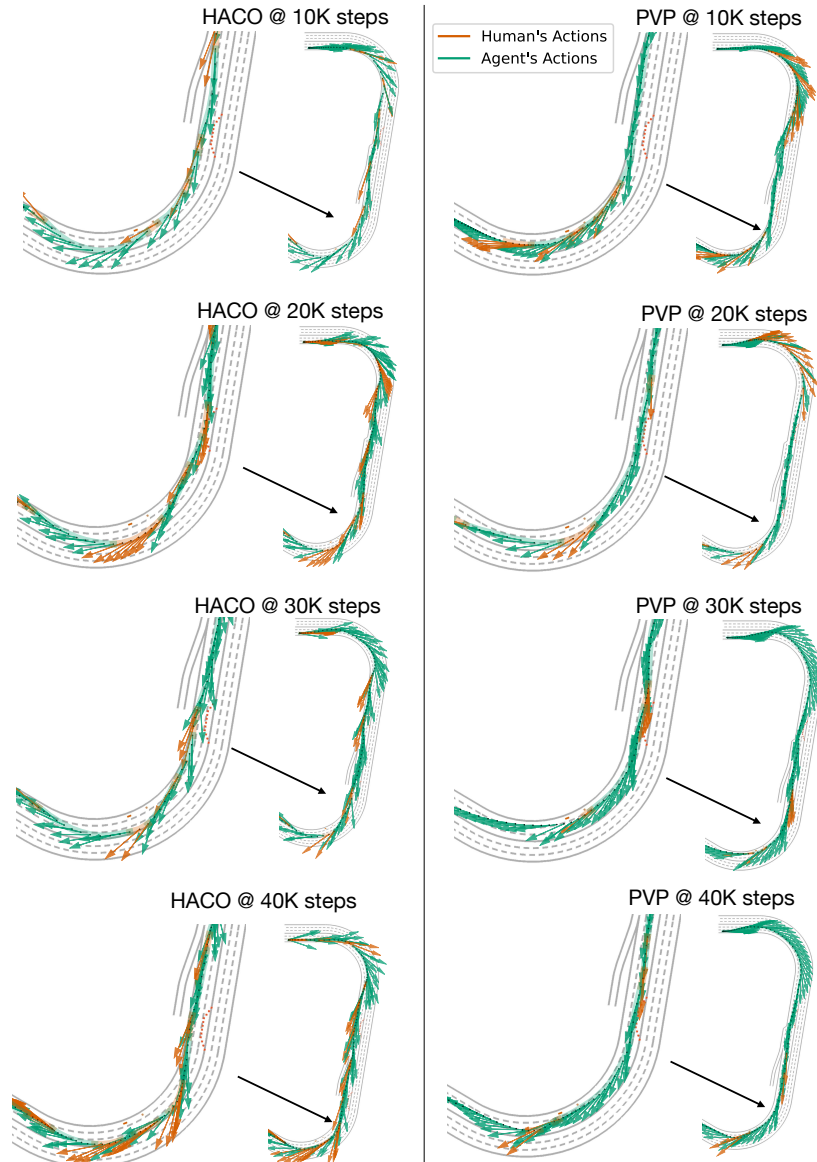 HACO @ 10K steps
PVP @ 10K steps
Human's Actions
Agent's Actions
HACO @ 20K steps
PVP @ 20K steps
HACO @ 30K steps
PVP @ 30K steps
HACO @ 40K steps
PVP @ 40K steps